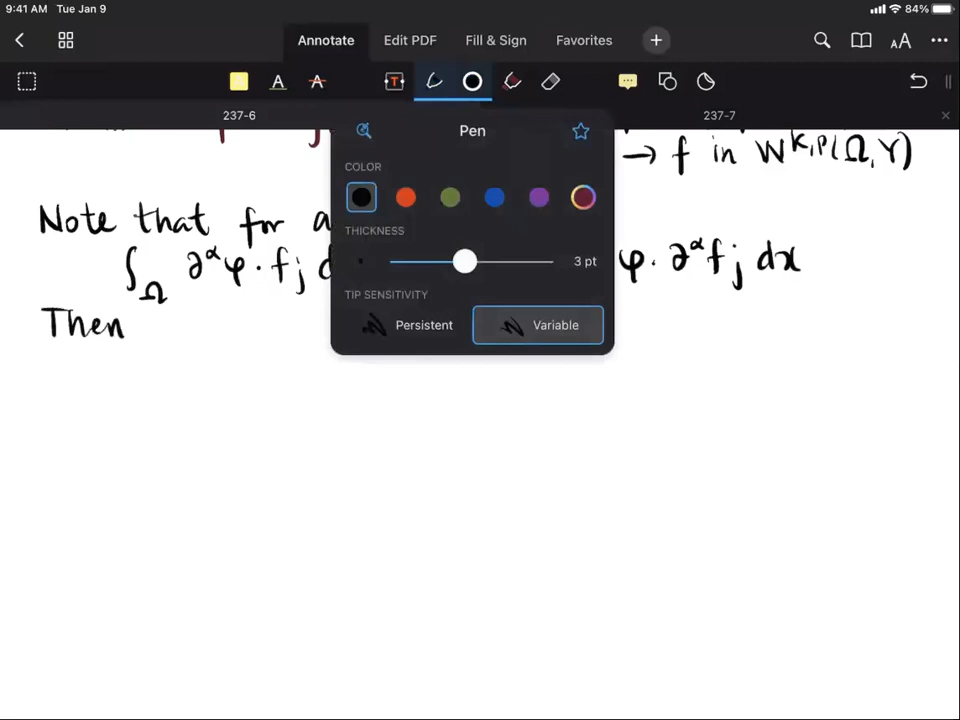 9:41 AM Tue Jan 9 84%
Annotate Edit PDF Fill & Sign Favorites + AA
A A T
237-6 237-7
Pen
→ f in W^{k,p}(Ω,Y)
COLOR
Note that for a
THICKNESS
∫_Ω ∂^α φ · f_j d φ · ∂^α f_j dx
3 pt
TIP SENSITIVITY
Then
Persistent Variable